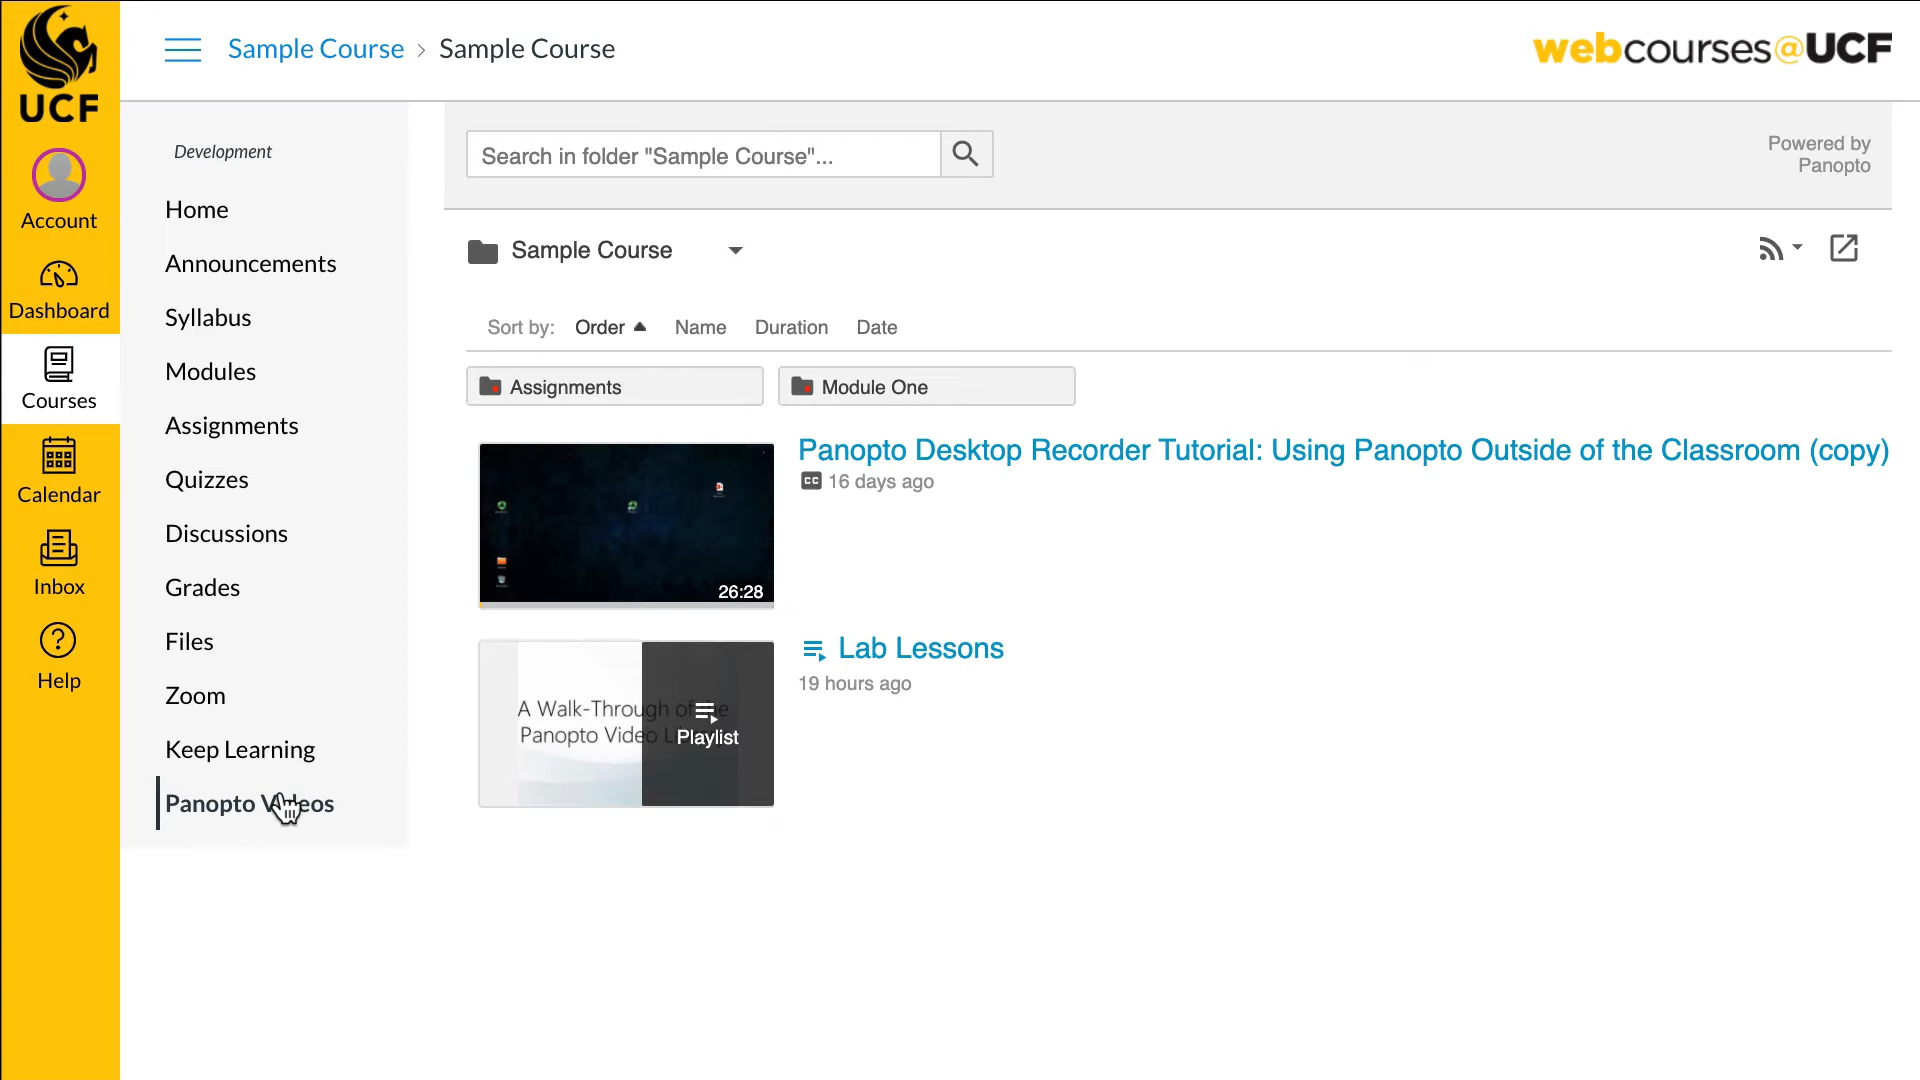 UCF
Sample Course > Sample Course
webcourses@UCF
Account
Dashboard
Courses
Calendar
Inbox
Help
Development
Home
Announcements
Syllabus
Modules
Assignments
Quizzes
Discussions
Grades
Files
Zoom
Keep Learning
Panopto Videos
Search in folder "Sample Course"...
Powered by
Panopto
Sample Course
Sort by: Order Name Duration Date
Assignments
Module One
Panopto Desktop Recorder Tutorial: Using Panopto Outside of the Classroom (copy)
CC 16 days ago
26:28
Lab Lessons
19 hours ago
A Walk-Through of the
Panopto Video
Playlist